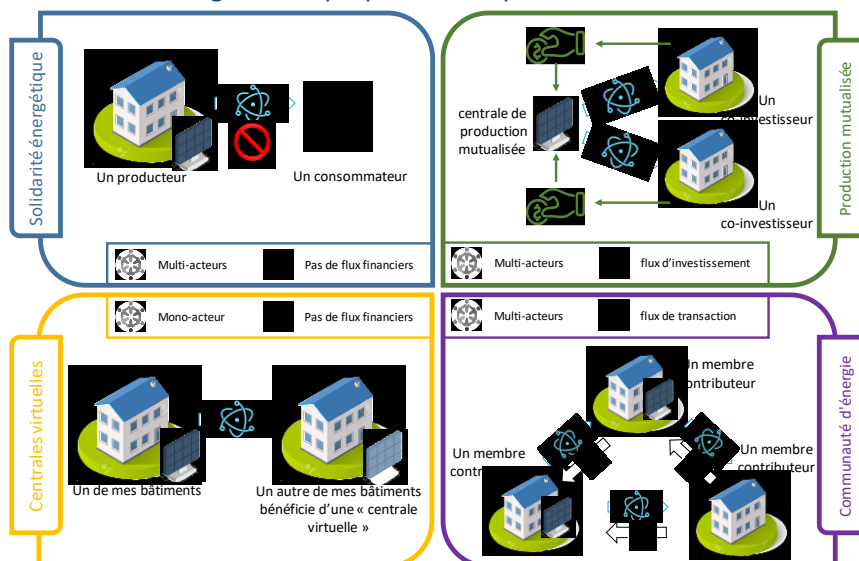 Solidarité énergétique
Un producteur
Un consommateur
Multi-acteurs
Pas de flux financiers
Production mutualisée
centrale de
production
mutualisée
Un
co-investisseur
Un
co-investisseur
Multi-acteurs
flux d'investissement
Centrales virtuelles
Mono-acteur
Pas de flux financiers
Un de mes bâtiments
Un autre de mes bâtiments
bénéficie d'une « centrale
virtuelle »
Communauté d'énergie
Multi-acteurs
flux de transaction
Un membre
contributeur
Un membre
Un membre
contributeur